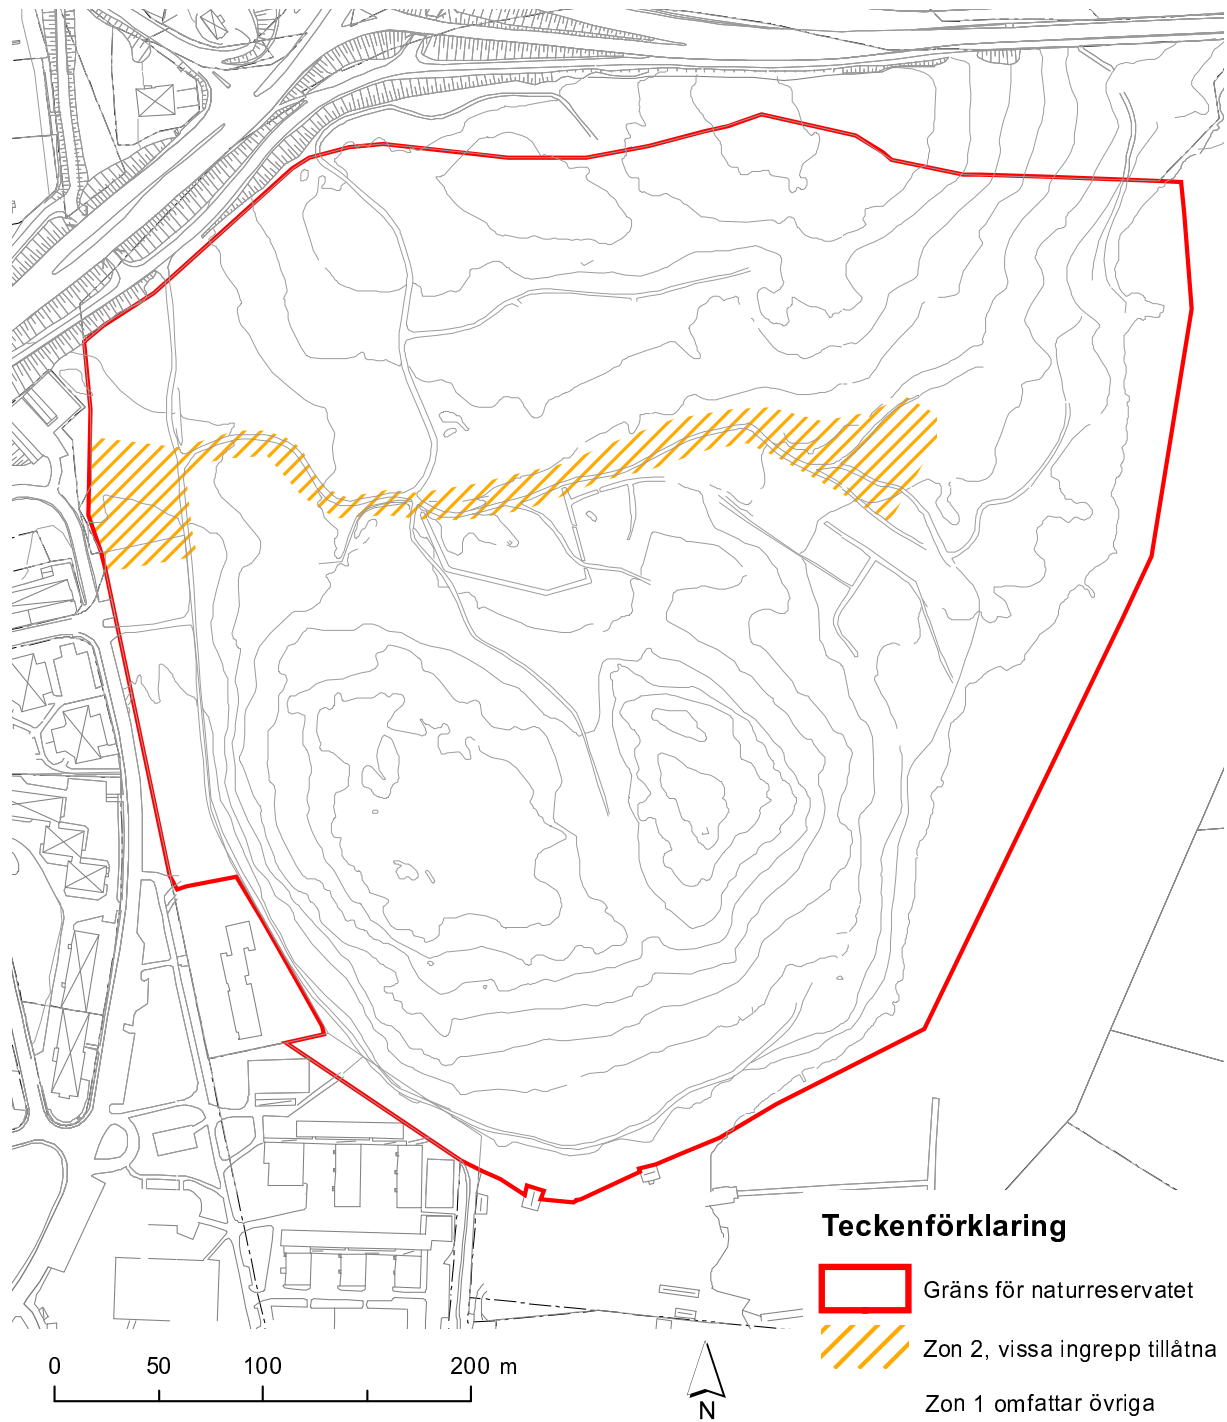 Teckenförklaring
Gräns för naturreservatet
Zon 2, vissa ingrepp tillåtna
Zon 1 omfattar övriga
0 50 100 200 m
N